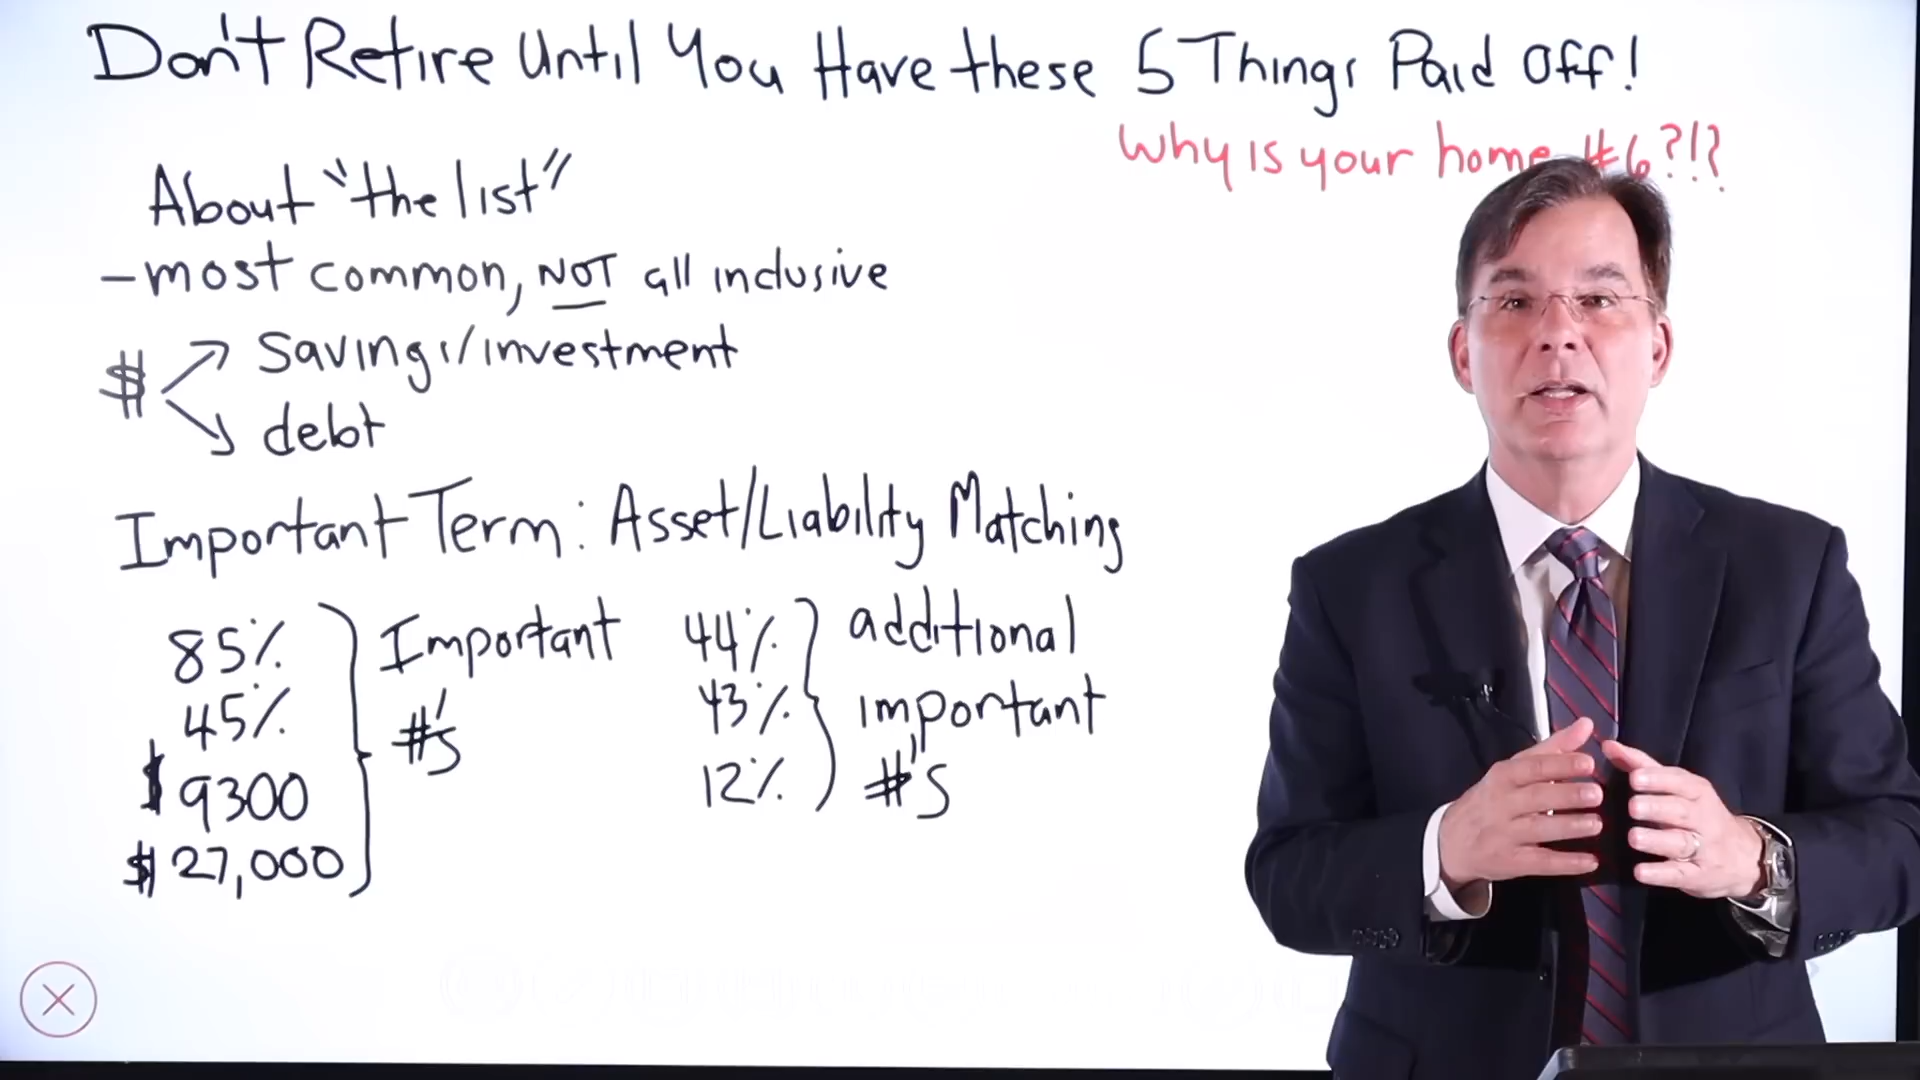 Don't Retire Until You Have these 5 Things Paid Off!
Why is your home #6?!?
About "the list"
- most common, NOT all inclusive
$ Savings/investment
debt
Important Term: Asset/Liability Matching
85%
45%
$9300
$27,000
Important
#'s
44%
43%
12%
additional
important
#'s